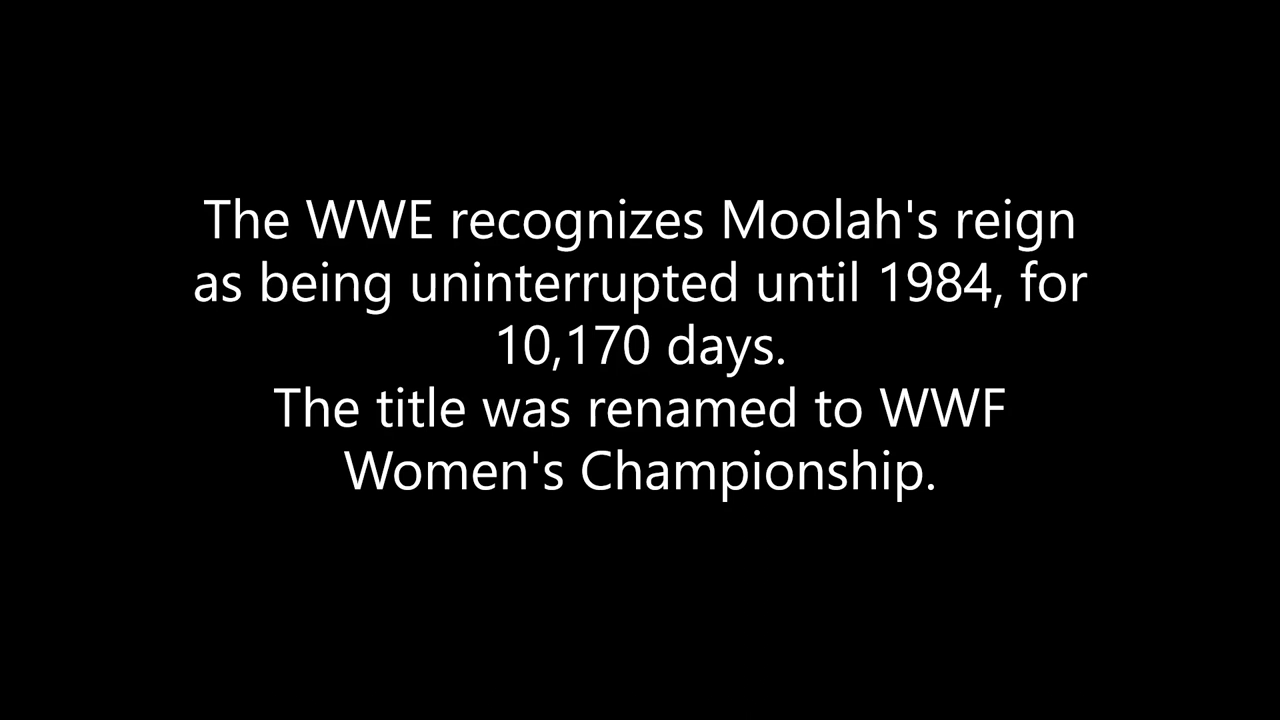 The WWE recognizes Moolah's reign
as being uninterrupted until 1984, for
10,170 days.
The title was renamed to WWF
Women's Championship.